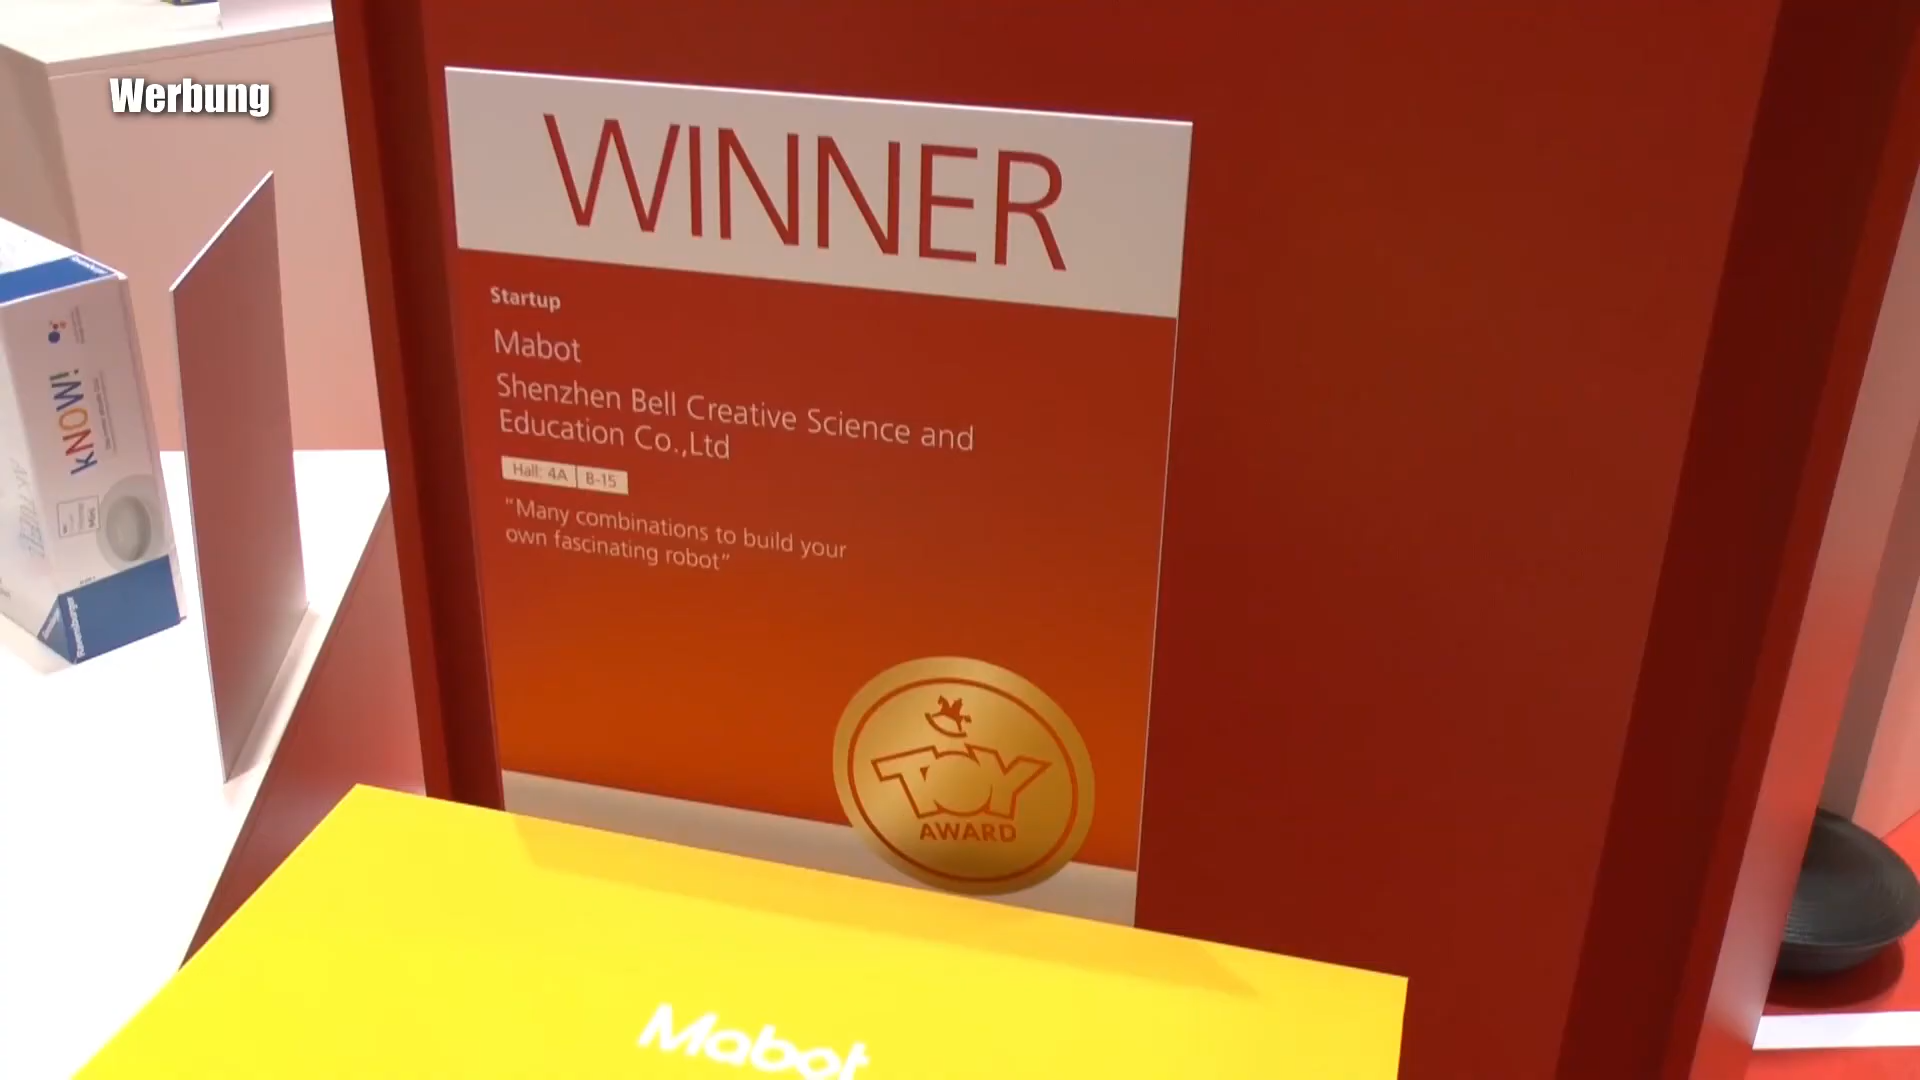 Werbung
WINNER
Startup
Mabot
Shenzhen Bell Creative Science and
Education Co.,Ltd
Hall: 4A B-15
"Many combinations to build your
own fascinating robot"
TOY
AWARD
Mabot
kNOW!
Ravensburger